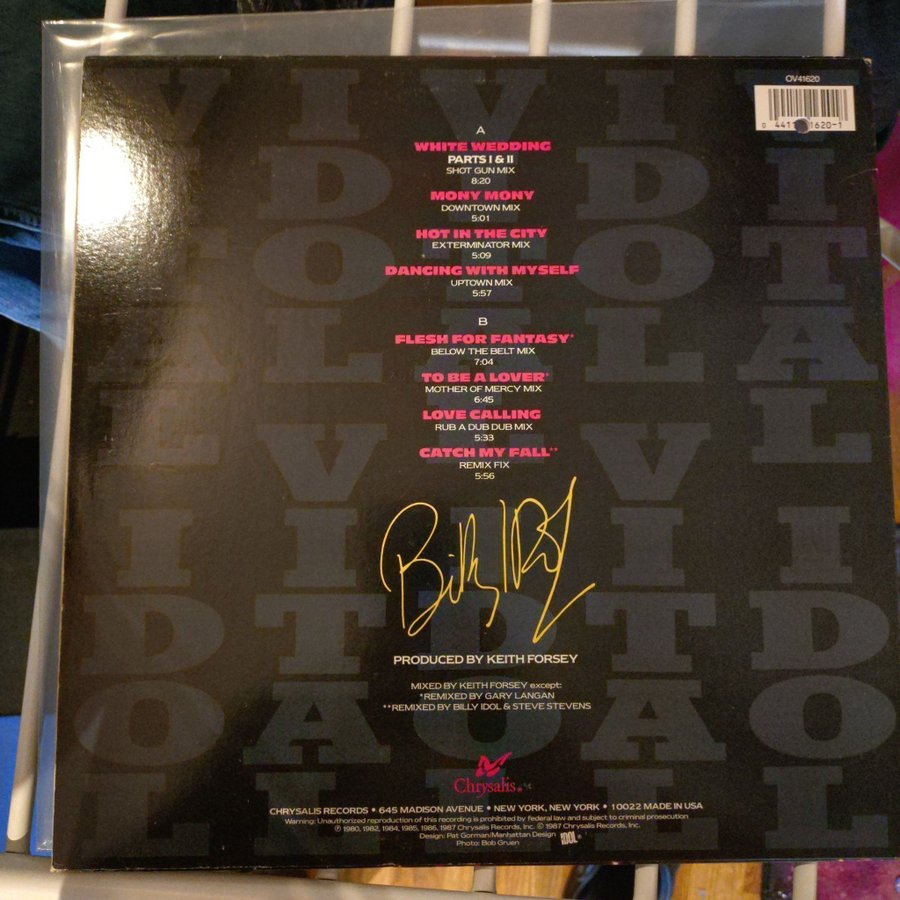 OV41620
0 4411 1620-1
A
WHITE WEDDING
PARTS I & II
SHOT GUN MIX
8:20
MONY MONY
DOWNTOWN MIX
5:01
HOT IN THE CITY
EXTERMINATOR MIX
5:09
DANCING WITH MYSELF
UPTOWN MIX
5:57
B
FLESH FOR FANTASY*
BELOW THE BELT MIX
7:04
TO BE A LOVER*
MOTHER OF MERCY MIX
6:45
LOVE CALLING
RUB A DUB DUB MIX
5:33
CATCH MY FALL**
REMIX FIX
5:56
Billy Idol
PRODUCED BY KEITH FORSEY
MIXED BY KEITH FORSEY except:
*REMIXED BY GARY LANGAN
**REMIXED BY BILLY IDOL & STEVE STEVENS
Chrysalis®
CHRYSALIS RECORDS • 645 MADISON AVENUE • NEW YORK, NEW YORK • 10022 MADE IN USA
Warning: Unauthorized reproduction of this recording is prohibited by federal law and subject to criminal prosecution
℗ 1980, 1982, 1984, 1985, 1986, 1987 Chrysalis Records, Inc. © 1987 Chrysalis Records, Inc.
Design: Pat Gorman/Manhattan Design
IDOL
Photo: Bob Gruen